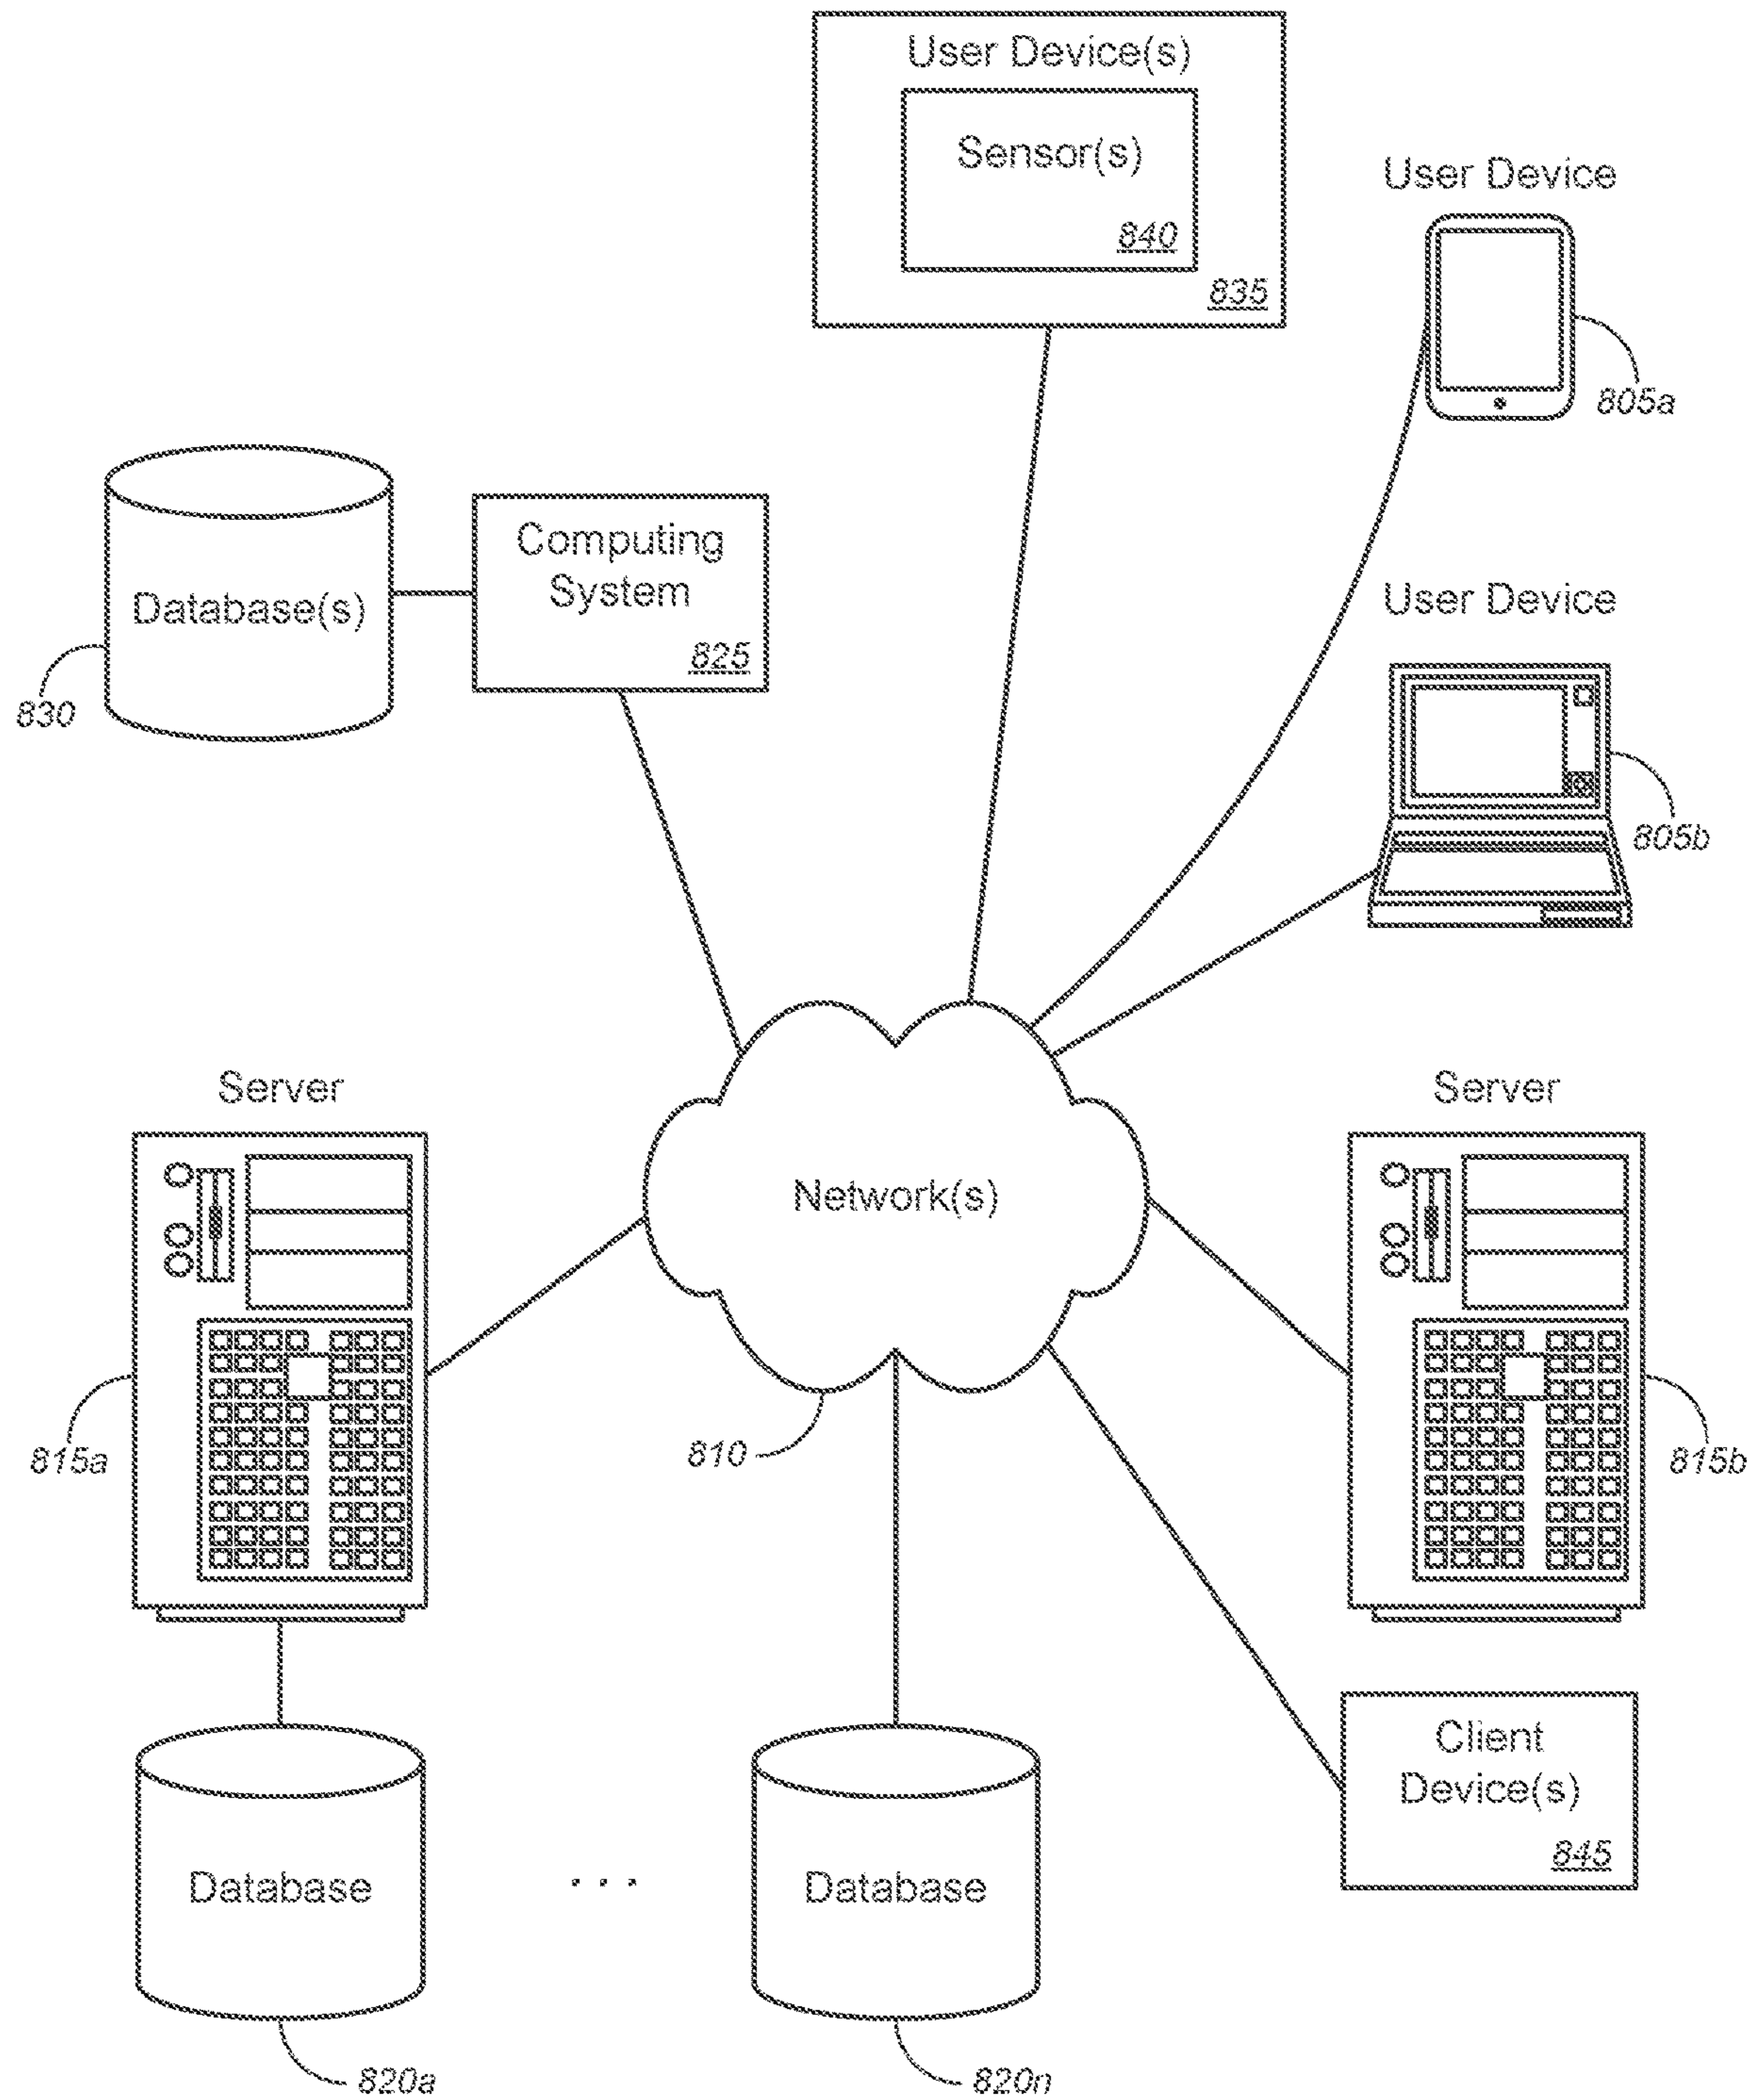 User Device(s)
Sensor(s)
840
835
User Device
805a
Computing
System
825
Database(s)
830
User Device
805b
Server
815a
Network(s)
810
Server
815b
Client
Device(s)
845
Database
820a
...
Database
820n